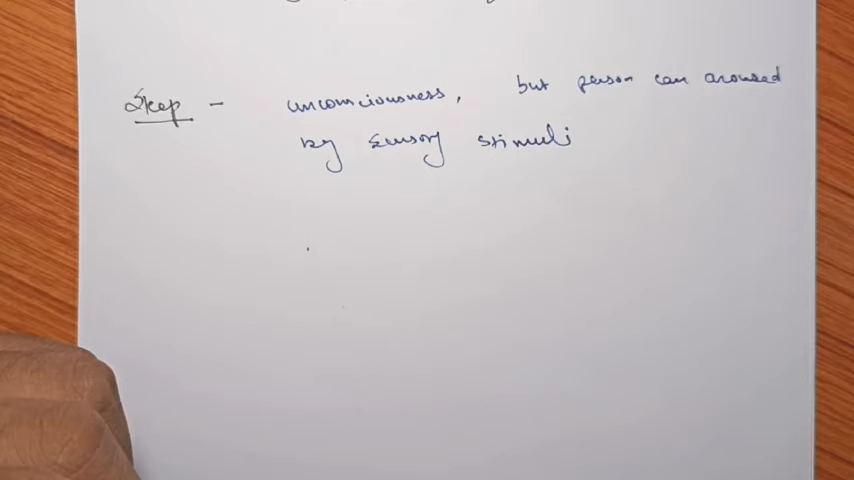 Sleep - unconsciousness, but person can aroused
by sensory stimuli